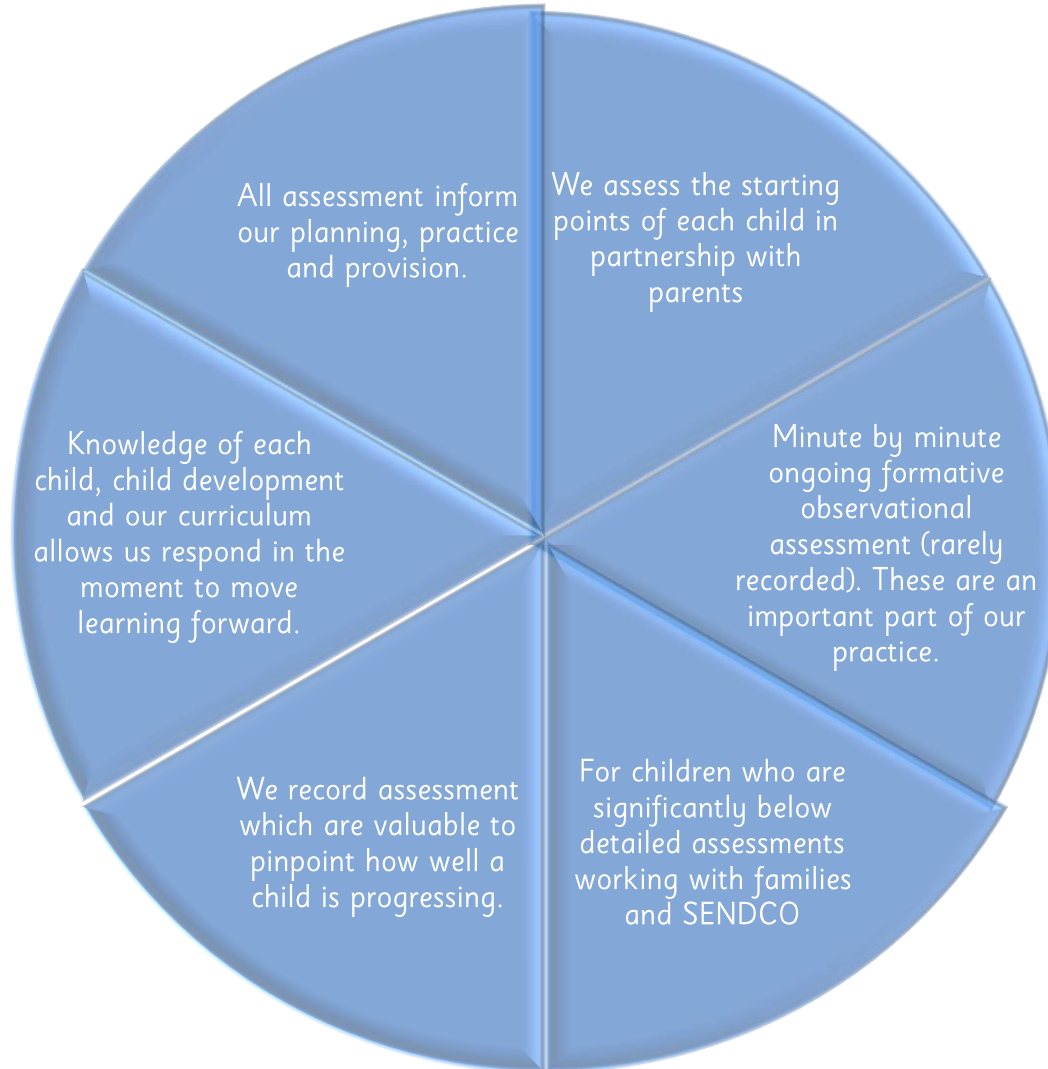 We assess the starting
points of each child in
partnership with
parents
Minute by minute
ongoing formative
observational
assessment (rarely
recorded). These are an
important part of our
practice.
For children who are
significantly below
detailed assessments
working with families
and SENDCO
We record assessment
which are valuable to
pinpoint how well a
child is progressing.
Knowledge of each
child, child development
and our curriculum
allows us respond in the
moment to move
learning forward.
All assessment inform
our planning, practice
and provision.